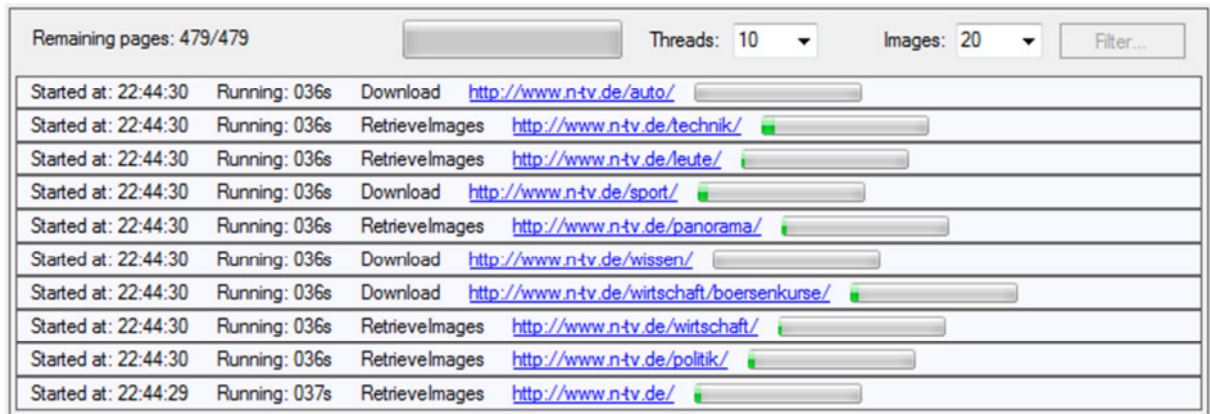 Remaining pages: 479/479 Threads: 10 Images: 20 Filter...
Started at: 22:44:30 Running: 036s Download http://www.n-tv.de/auto/
Started at: 22:44:30 Running: 036s RetrieveImages http://www.n-tv.de/technik/
Started at: 22:44:30 Running: 036s RetrieveImages http://www.n-tv.de/leute/
Started at: 22:44:30 Running: 036s Download http://www.n-tv.de/sport/
Started at: 22:44:30 Running: 036s RetrieveImages http://www.n-tv.de/panorama/
Started at: 22:44:30 Running: 036s Download http://www.n-tv.de/wissen/
Started at: 22:44:30 Running: 036s Download http://www.n-tv.de/wirtschaft/boersenkurse/
Started at: 22:44:30 Running: 036s RetrieveImages http://www.n-tv.de/wirtschaft/
Started at: 22:44:30 Running: 036s RetrieveImages http://www.n-tv.de/politik/
Started at: 22:44:29 Running: 037s RetrieveImages http://www.n-tv.de/